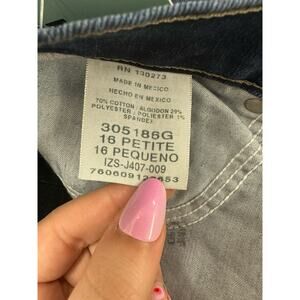 RN 130273
MADE IN MEXICO
HECHO EN MEXICO
70% COTTON / ALGODON 29%
POLYESTER / POLIESTER 1%
SPANDEX
305186G
16 PETITE
16 PEQUENO
IZS-J407-009